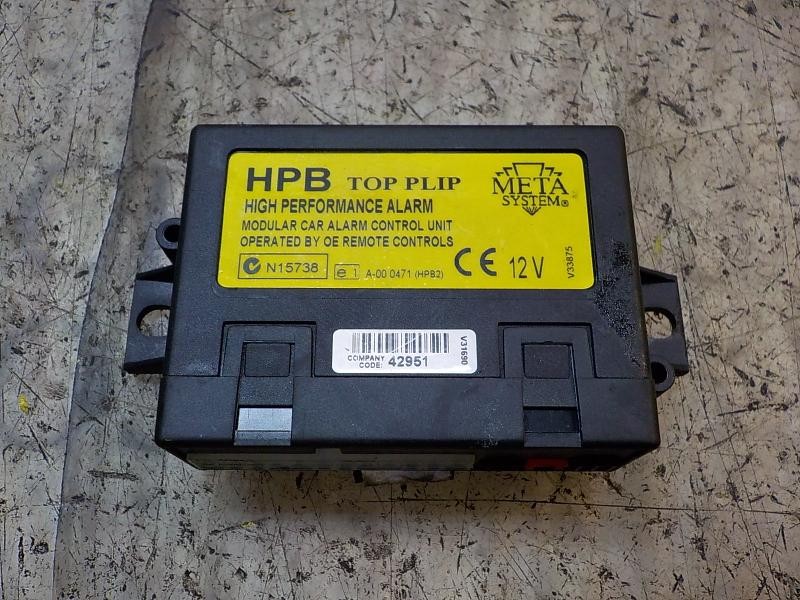 HPB TOP PLIP
HIGH PERFORMANCE ALARM
MODULAR CAR ALARM CONTROL UNIT
OPERATED BY OE REMOTE CONTROLS
N15738
e 1 A-00 0471 (HPB2)
CE 12 V
META
SYSTEM®
V33875
COMPANY
CODE: 42951
V31690